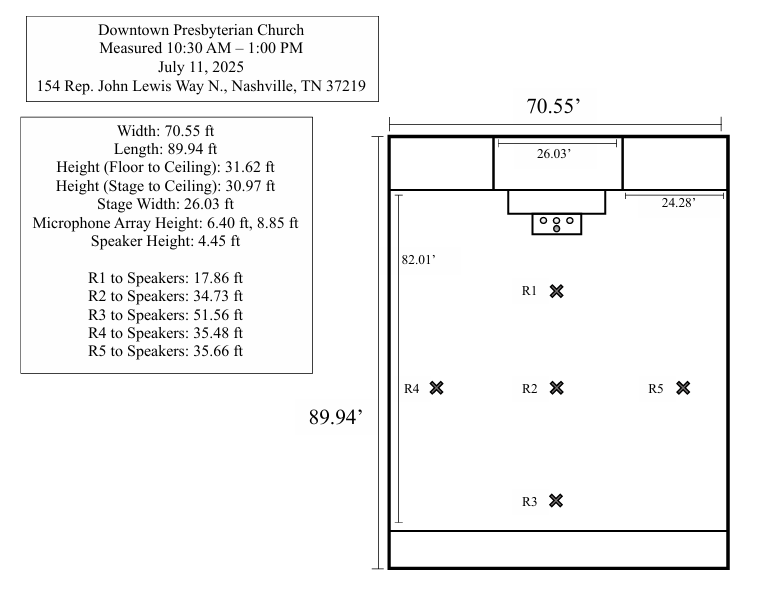 Downtown Presbyterian Church
Measured 10:30 AM – 1:00 PM
July 11, 2025
154 Rep. John Lewis Way N., Nashville, TN 37219
Width: 70.55 ft
Length: 89.94 ft
Height (Floor to Ceiling): 31.62 ft
Height (Stage to Ceiling): 30.97 ft
Stage Width: 26.03 ft
Microphone Array Height: 6.40 ft, 8.85 ft
Speaker Height: 4.45 ft
R1 to Speakers: 17.86 ft
R2 to Speakers: 34.73 ft
R3 to Speakers: 51.56 ft
R4 to Speakers: 35.48 ft
R5 to Speakers: 35.66 ft
70.55’
26.03’
24.28’
82.01’
R1
R4
R2
R5
89.94’
R3